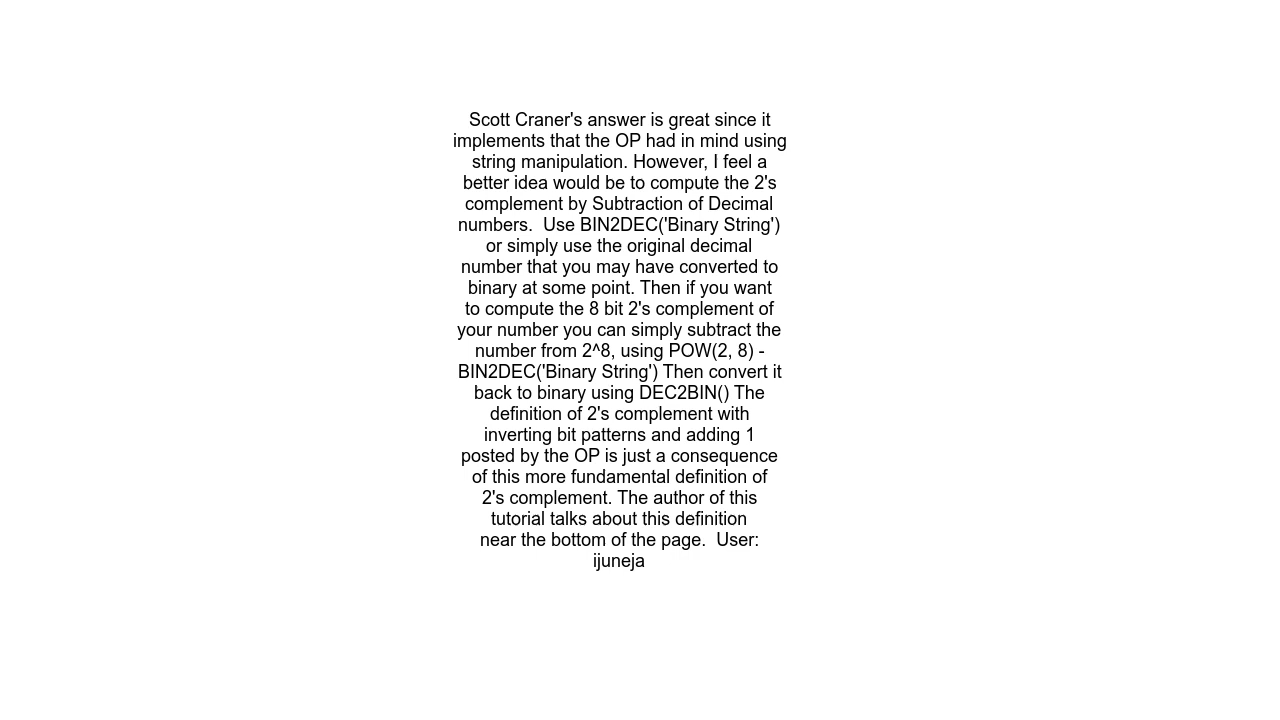 Scott Craner's answer is great since it
implements that the OP had in mind using
string manipulation. However, I feel a
better idea would be to compute the 2's
complement by Subtraction of Decimal
numbers.  Use BIN2DEC('Binary String')
or simply use the original decimal
number that you may have converted to
binary at some point. Then if you want
to compute the 8 bit 2's complement of
your number you can simply subtract the
number from 2^8, using POW(2, 8) -
BIN2DEC('Binary String') Then convert it
back to binary using DEC2BIN() The
definition of 2's complement with
inverting bit patterns and adding 1
posted by the OP is just a consequence
of this more fundamental definition of
2's complement. The author of this
tutorial talks about this definition
near the bottom of the page.  User:
ijuneja